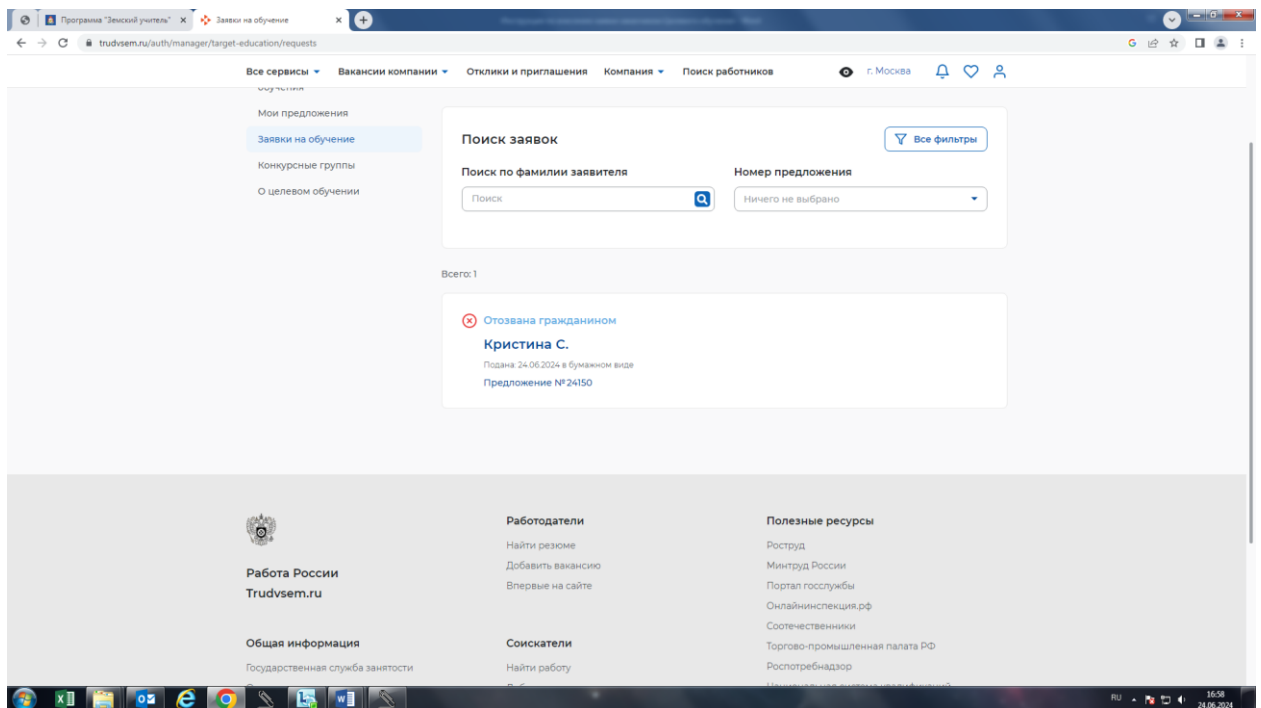 Программа "Земский учитель"
Заявки на обучение
trudvsem.ru/auth/manager/target-education/requests
Все сервисы Вакансии компании Отклики и приглашения Компания Поиск работников г. Москва
обучения
Мои предложения
Заявки на обучение
Конкурсные группы
О целевом обучении
Поиск заявок
Все фильтры
Поиск по фамилии заявителя
Номер предложения
Поиск
Ничего не выбрано
Всего: 1
Отозвана гражданином
Кристина С.
Подана: 24.06.2024 в бумажном виде
Предложение № 24150
Работа России
Trudvsem.ru
Общая информация
Государственная служба занятости
Работодатели
Найти резюме
Добавить вакансию
Впервые на сайте
Соискатели
Найти работу
Полезные ресурсы
Роструд
Минтруд России
Портал госслужбы
Онлайнинспекция.рф
Соотечественники
Торгово-промышленная палата РФ
Роспотребнадзор
RU
16:58
24.06.2024